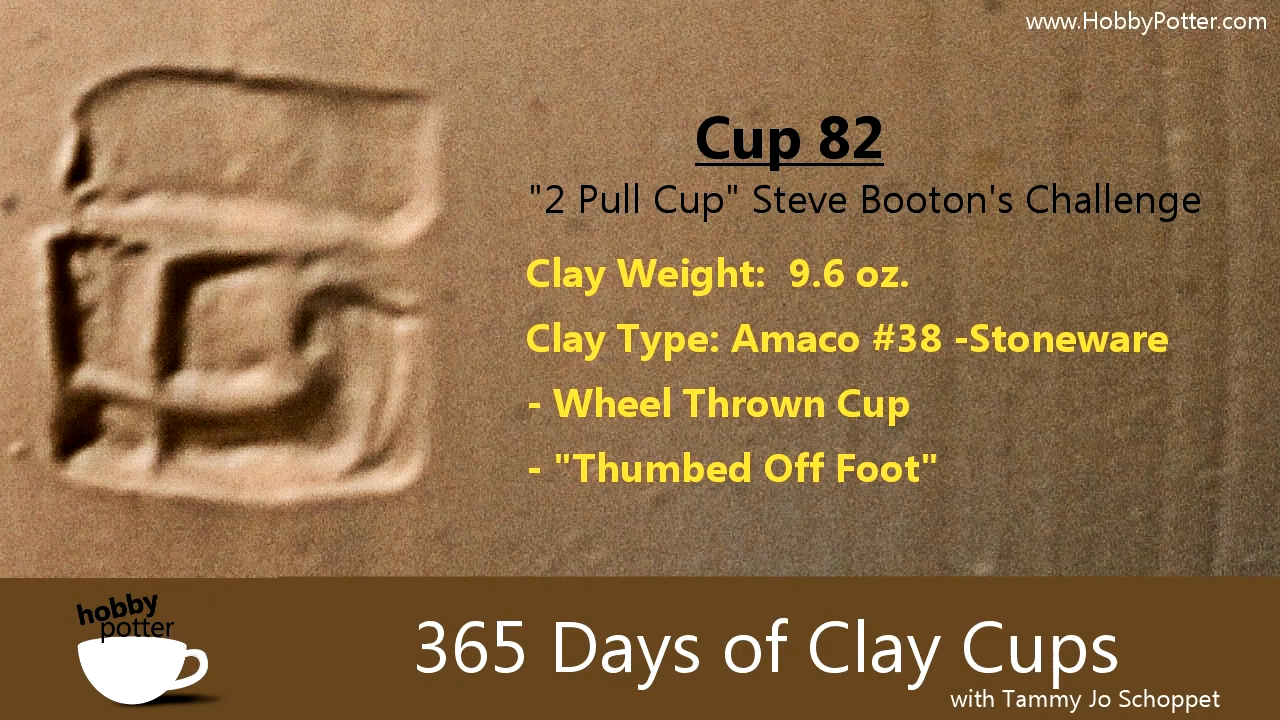 www.HobbyPotter.com
Cup 82
"2 Pull Cup" Steve Booton's Challenge
Clay Weight:  9.6 oz.
Clay Type: Amaco #38 -Stoneware
- Wheel Thrown Cup
- "Thumbed Off Foot"
hobby
potter
365 Days of Clay Cups
with Tammy Jo Schoppet